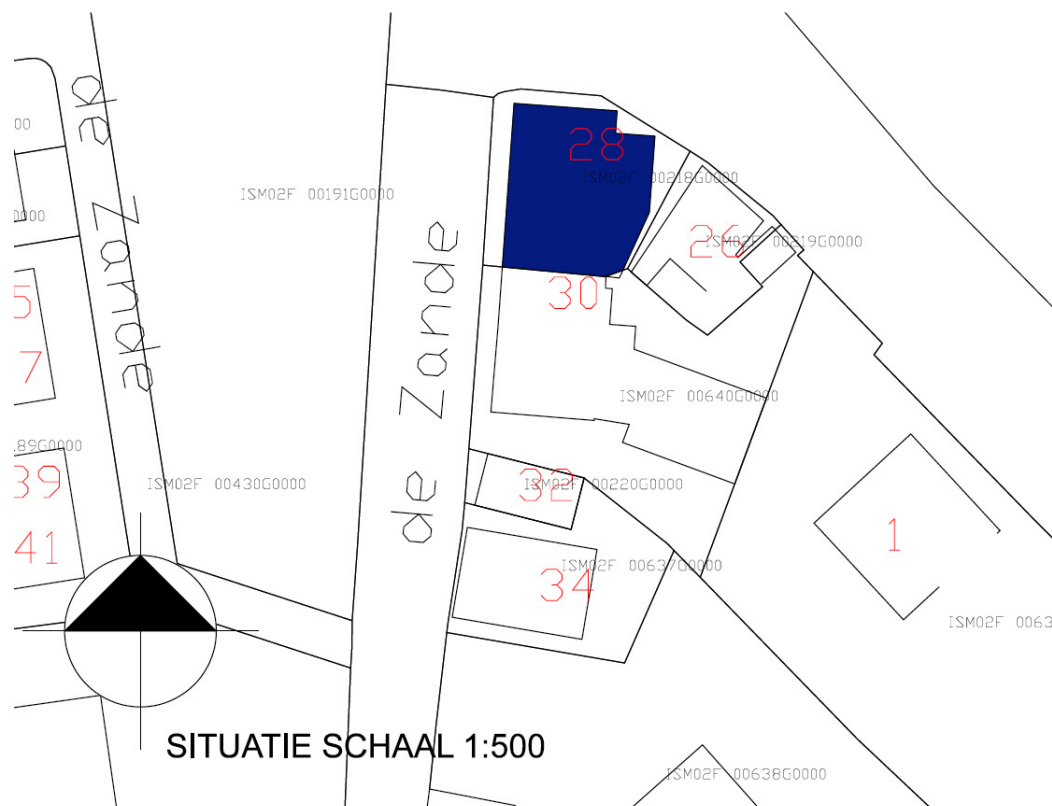 de Zande
00
28
ISM02F 00218G0000
ISM02F 00191G0000
0000
de Zande
26
ISM02F 00219G0000
5
30
7
ISM02F 00640G0000
89G0000
39
ISM02F 00430G0000
32
ISM02F 00220G0000
41
1
ISM02F 00637G0000
34
ISM02F 0063
SITUATIE SCHAAL 1:500
ISM02F 00638G0000